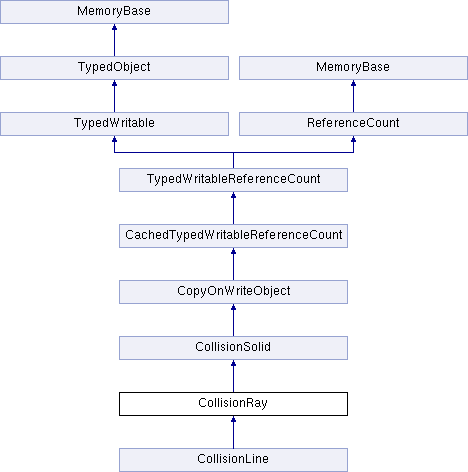 MemoryBase
TypedObject
MemoryBase
TypedWritable
ReferenceCount
TypedWritableReferenceCount
CachedTypedWritableReferenceCount
CopyOnWriteObject
CollisionSolid
CollisionRay
CollisionLine